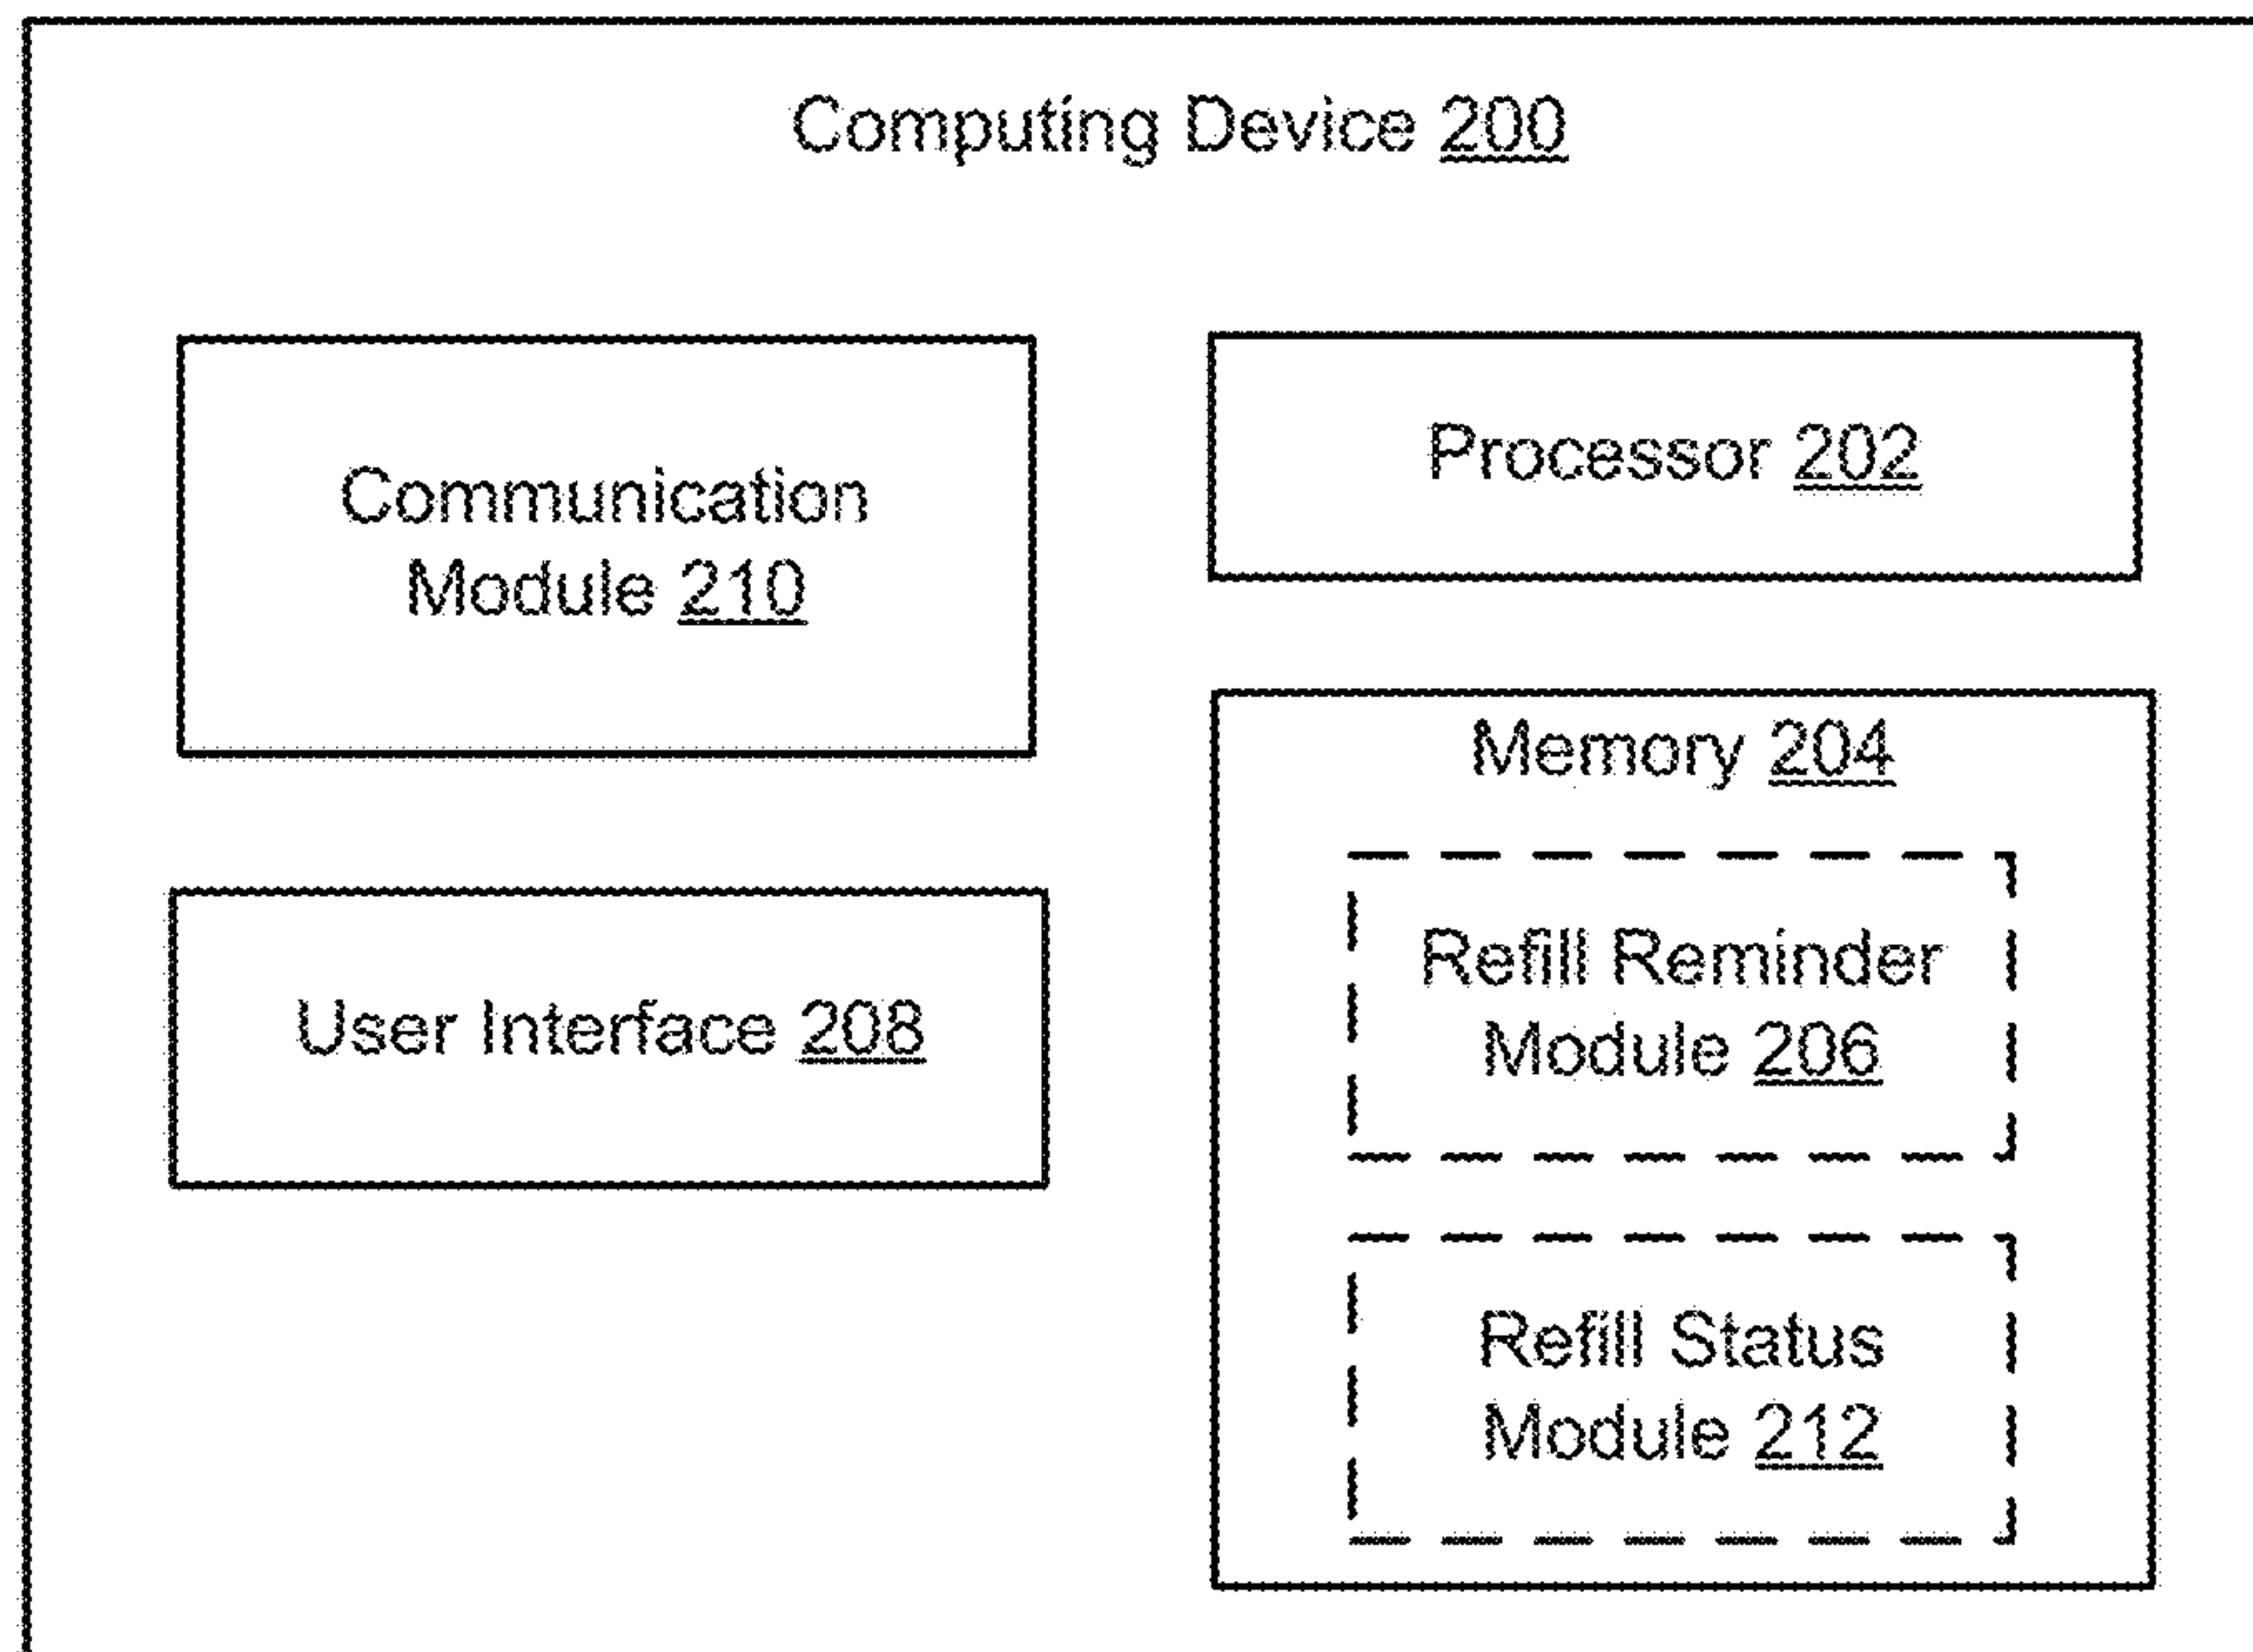 Computing Device 200
Communication
Module 210
Processor 202
User Interface 208
Memory 204
Refill Reminder
Module 206
Refill Status
Module 212